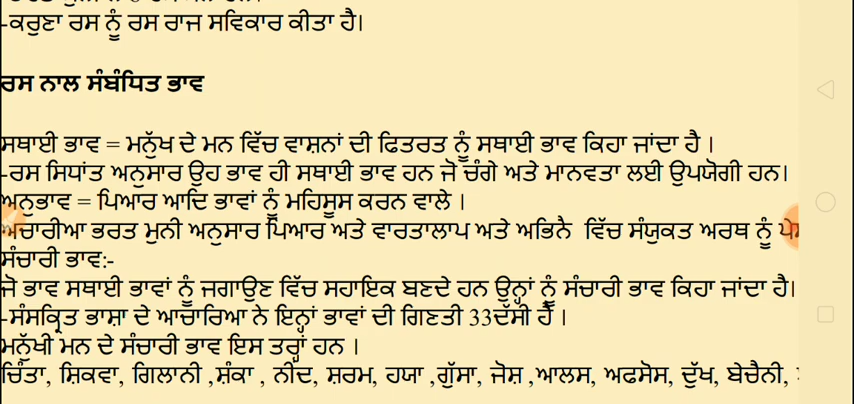 -ਕਰੁਣਾ ਰਸ ਨੂੰ ਰਸ ਰਾਜ ਸਵਿਕਾਰ ਕੀਤਾ ਹੈ।
ਰਸ ਨਾਲ ਸੰਬੰਧਿਤ ਭਾਵ
ਸਥਾਈ ਭਾਵ = ਮਨੁੱਖ ਦੇ ਮਨ ਵਿੱਚ ਵਾਸ਼ਨਾਂ ਦੀ ਫਿਤਰਤ ਨੂੰ ਸਥਾਈ ਭਾਵ ਕਿਹਾ ਜਾਂਦਾ ਹੈ ।
-ਰਸ ਸਿਧਾਂਤ ਅਨੁਸਾਰ ਉਹ ਭਾਵ ਹੀ ਸਥਾਈ ਭਾਵ ਹਨ ਜੋ ਚੰਗੇ ਅਤੇ ਮਾਨਵਤਾ ਲਈ ਉਪਯੋਗੀ ਹਨ।
ਅਨੁਭਾਵ = ਪਿਆਰ ਆਦਿ ਭਾਵਾਂ ਨੂੰ ਮਹਿਸੂਸ ਕਰਨ ਵਾਲੇ ।
ਅਚਾਰੀਆ ਭਰਤ ਮੁਨੀ ਅਨੁਸਾਰ ਪਿਆਰ ਅਤੇ ਵਾਰਤਾਲਾਪ ਅਤੇ ਅਭਿਨੈ ਵਿੱਚ ਸੰਯੁਕਤ ਅਰਥ ਨੂੰ
ਸੰਚਾਰੀ ਭਾਵ:-
ਜੋ ਭਾਵ ਸਥਾਈ ਭਾਵਾਂ ਨੂੰ ਜਗਾਉਣ ਵਿੱਚ ਸਹਾਇਕ ਬਣਦੇ ਹਨ ਉਨ੍ਹਾਂ ਨੂੰ ਸੰਚਾਰੀ ਭਾਵ ਕਿਹਾ ਜਾਂਦਾ ਹੈ।
-ਸੰਸਕ੍ਰਿਤ ਭਾਸ਼ਾ ਦੇ ਆਚਾਰਿਆ ਨੇ ਇਨ੍ਹਾਂ ਭਾਵਾਂ ਦੀ ਗਿਣਤੀ 33ਦੱਸੀ ਹੈ ।
ਮਨੁੱਖੀ ਮਨ ਦੇ ਸੰਚਾਰੀ ਭਾਵ ਇਸ ਤਰ੍ਹਾਂ ਹਨ ।
ਚਿੰਤਾ, ਸ਼ਿਕਵਾ, ਗਿਲਾਨੀ ,ਸ਼ੰਕਾ , ਨੀਂਦ, ਸ਼ਰਮ, ਹਯਾ ,ਗੁੱਸਾ, ਜੋਸ਼ ,ਆਲਸ, ਅਫਸੋਸ, ਦੁੱਖ, ਬੇਚੈਨੀ,